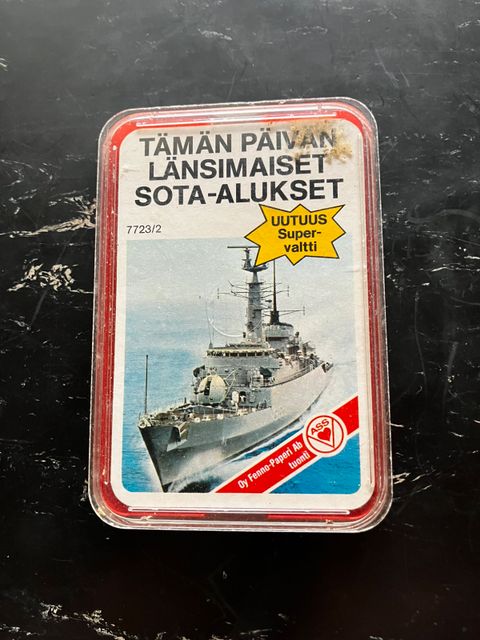 TÄMÄN PÄIVÄN
LÄNSIMAISET
SOTA-ALUKSET
7723/2
UUTUUS
Super-
valtti
ASS
Oy Fenno-Paperi Ab
tuonti